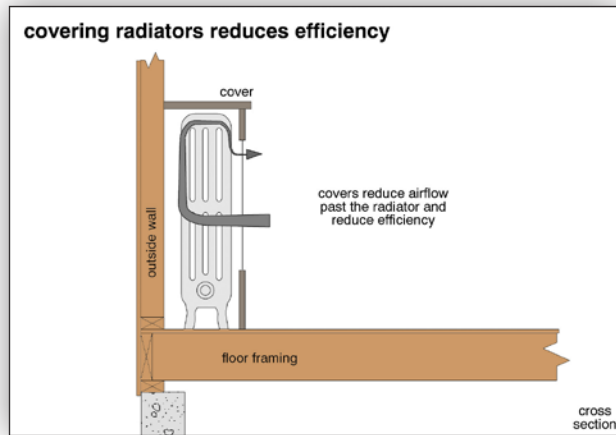 covering radiators reduces efficiency
cover
covers reduce airflow
past the radiator and
reduce efficiency
outside wall
floor framing
cross
section